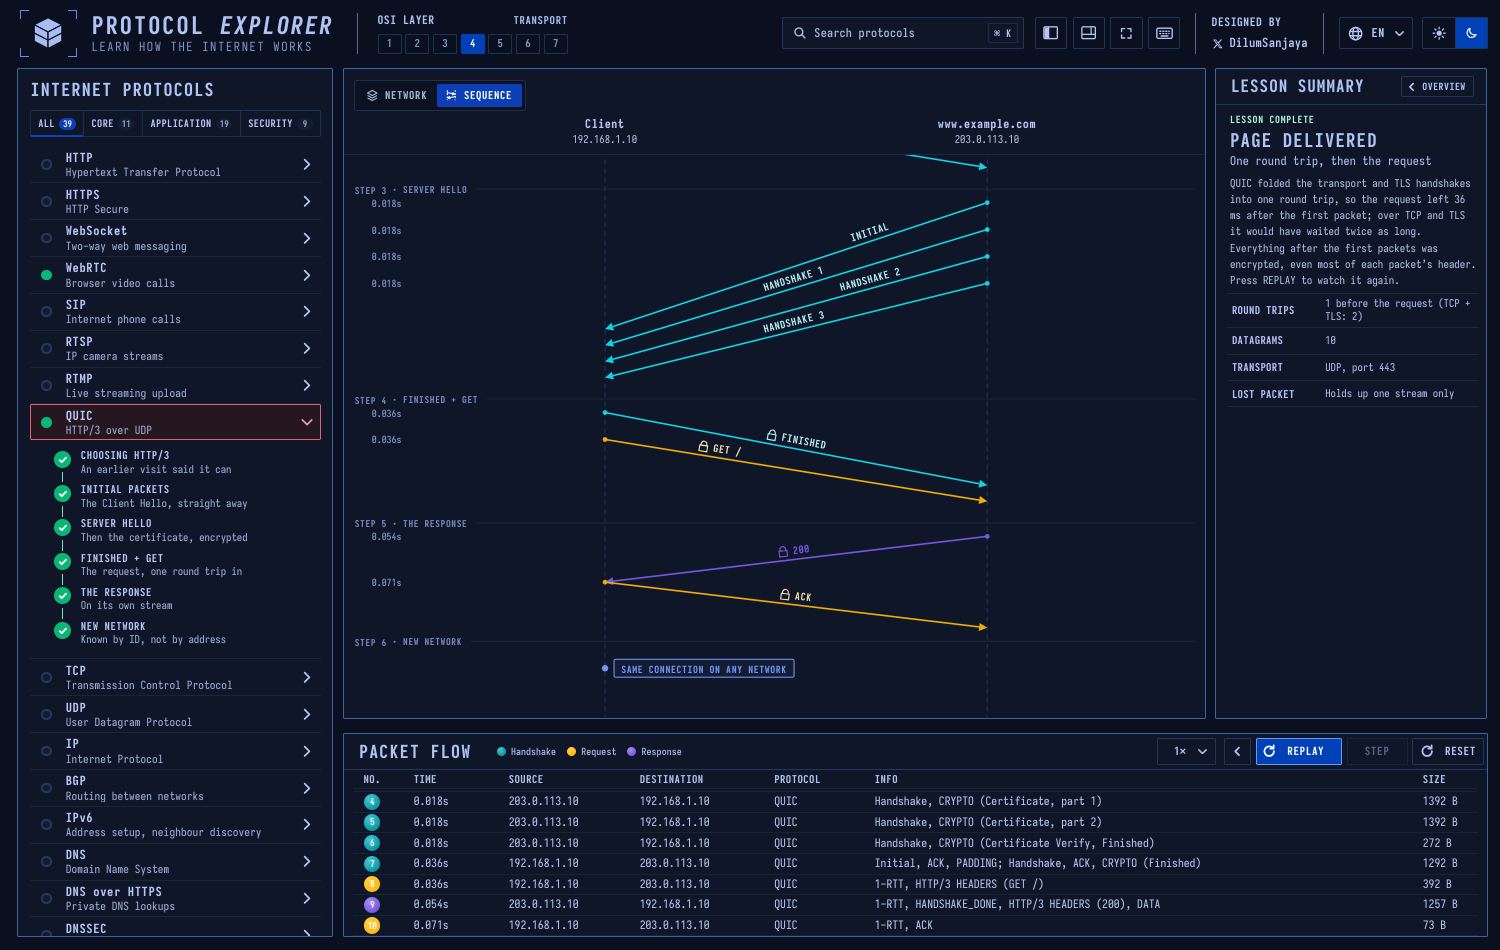 PROTOCOL EXPLORER
LEARN HOW THE INTERNET WORKS
OSI LAYER TRANSPORT
1 2 3 4 5 6 7
Search protocols ⌘ K
DESIGNED BY
DilumSanjaya
EN
INTERNET PROTOCOLS
ALL 39 CORE 11 APPLICATION 19 SECURITY 9
HTTP
Hypertext Transfer Protocol
HTTPS
HTTP Secure
WebSocket
Two-way web messaging
WebRTC
Browser video calls
SIP
Internet phone calls
RTSP
IP camera streams
RTMP
Live streaming upload
QUIC
HTTP/3 over UDP
CHOOSING HTTP/3
An earlier visit said it can
INITIAL PACKETS
The Client Hello, straight away
SERVER HELLO
Then the certificate, encrypted
FINISHED + GET
The request, one round trip in
THE RESPONSE
On its own stream
NEW NETWORK
Known by ID, not by address
TCP
Transmission Control Protocol
UDP
User Datagram Protocol
IP
Internet Protocol
BGP
Routing between networks
IPv6
Address setup, neighbour discovery
DNS
Domain Name System
DNS over HTTPS
Private DNS lookups
DNSSEC
NETWORK SEQUENCE
Client www.example.com
192.168.1.10 203.0.113.10
STEP 3 · SERVER HELLO
0.018s
INITIAL
0.018s
HANDSHAKE 1
0.018s
HANDSHAKE 2
0.018s
HANDSHAKE 3
STEP 4 · FINISHED + GET
0.036s
FINISHED
0.036s
GET /
STEP 5 · THE RESPONSE
0.054s
200
0.071s
ACK
STEP 6 · NEW NETWORK
SAME CONNECTION ON ANY NETWORK
LESSON SUMMARY OVERVIEW
LESSON COMPLETE
PAGE DELIVERED
One round trip, then the request
QUIC folded the transport and TLS handshakes
into one round trip, so the request left 36
ms after the first packet; over TCP and TLS
it would have waited twice as long.
Everything after the first packets was
encrypted, even most of each packet's header.
Press REPLAY to watch it again.
ROUND TRIPS 1 before the request (TCP +
TLS: 2)
DATAGRAMS 10
TRANSPORT UDP, port 443
LOST PACKET Holds up one stream only
PACKET FLOW Handshake Request Response 1× REPLAY STEP RESET
NO. TIME SOURCE DESTINATION PROTOCOL INFO SIZE
4 0.018s 203.0.113.10 192.168.1.10 QUIC Handshake, CRYPTO (Certificate, part 1) 1392 B
5 0.018s 203.0.113.10 192.168.1.10 QUIC Handshake, CRYPTO (Certificate, part 2) 1392 B
6 0.018s 203.0.113.10 192.168.1.10 QUIC Handshake, CRYPTO (Certificate Verify, Finished) 272 B
7 0.036s 192.168.1.10 203.0.113.10 QUIC Initial, ACK, PADDING; Handshake, ACK, CRYPTO (Finished) 1292 B
8 0.036s 192.168.1.10 203.0.113.10 QUIC 1-RTT, HTTP/3 HEADERS (GET /) 392 B
9 0.054s 203.0.113.10 192.168.1.10 QUIC 1-RTT, HANDSHAKE_DONE, HTTP/3 HEADERS (200), DATA 1257 B
10 0.071s 192.168.1.10 203.0.113.10 QUIC 1-RTT, ACK 73 B